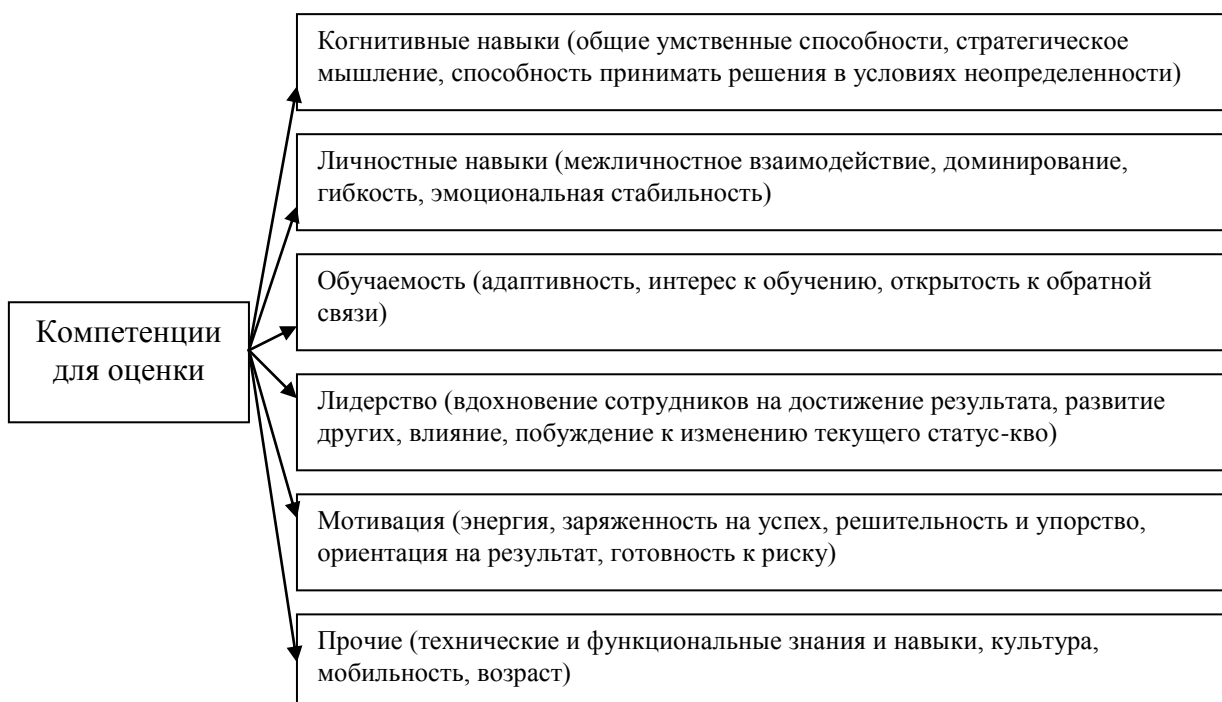 Когнитивные навыки (общие умственные способности, стратегическое
мышление, способность принимать решения в условиях неопределенности)
Личностные навыки (межличностное взаимодействие, доминирование,
гибкость, эмоциональная стабильность)
Обучаемость (адаптивность, интерес к обучению, открытость к обратной
связи)
Компетенции
для оценки
Лидерство (вдохновение сотрудников на достижение результата, развитие
других, влияние, побуждение к изменению текущего статус-кво)
Мотивация (энергия, заряженность на успех, решительность и упорство,
ориентация на результат, готовность к риску)
Прочие (технические и функциональные знания и навыки, культура,
мобильность, возраст)